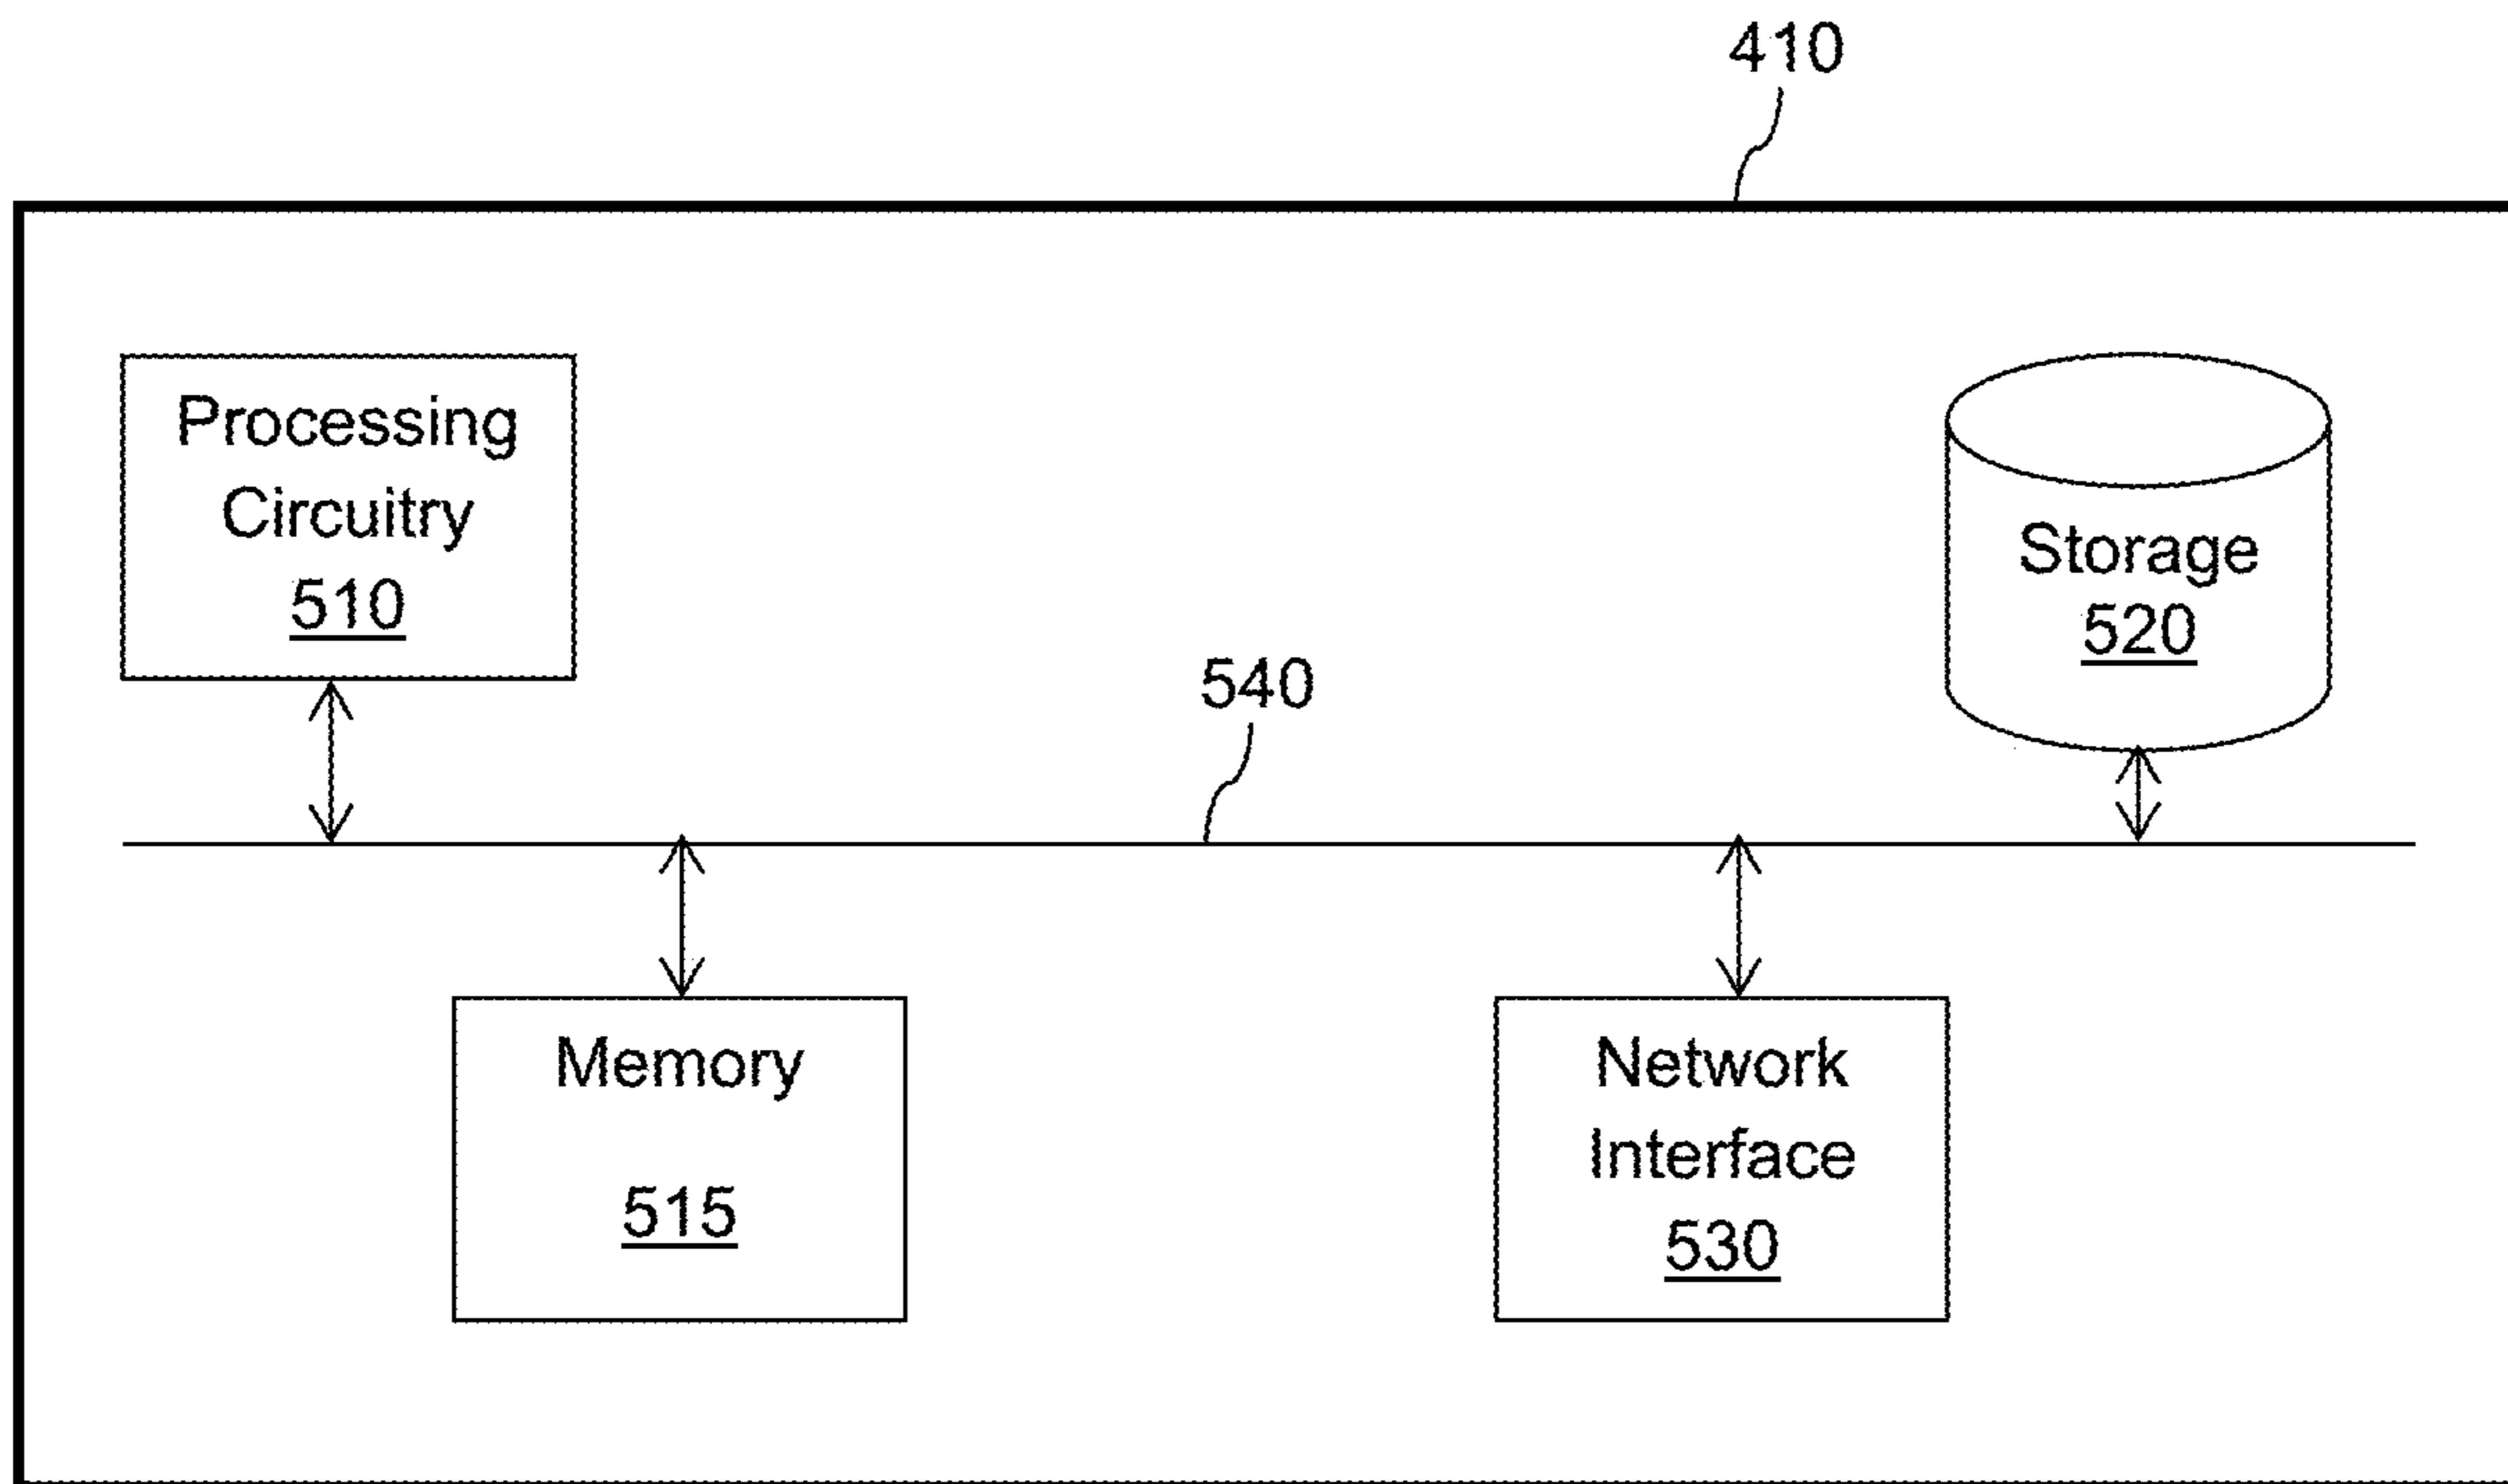 410
Processing
Circuitry
510
Storage
520
540
Memory
515
Network
Interface
530